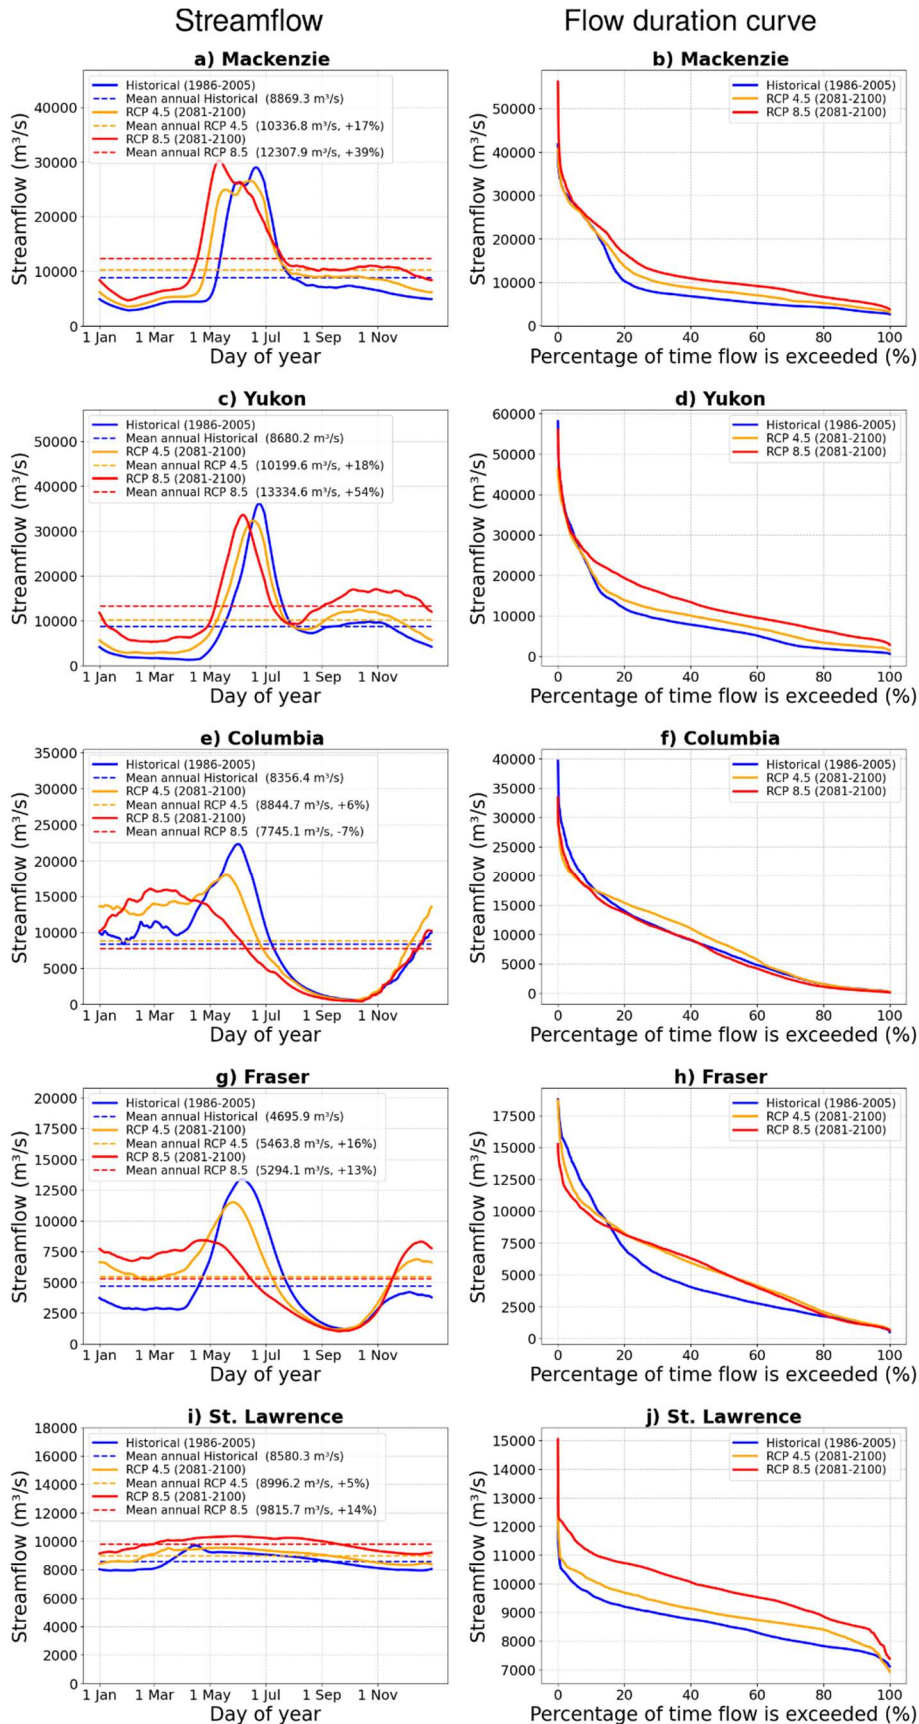 Streamflow
Flow duration curve
a) Mackenzie
Streamflow (m³/s)
40000
30000
20000
10000
0
Historical (1986-2005)
Mean annual Historical (8869.3 m³/s)
RCP 4.5 (2081-2100)
Mean annual RCP 4.5 (10336.8 m³/s, +17%)
RCP 8.5 (2081-2100)
Mean annual RCP 8.5 (12307.9 m³/s, +39%)
1 Jan 1 Mar 1 May 1 Jul 1 Sep 1 Nov
Day of year
b) Mackenzie
Streamflow (m³/s)
50000
40000
30000
20000
10000
0
Historical (1986-2005)
RCP 4.5 (2081-2100)
RCP 8.5 (2081-2100)
0 20 40 60 80 100
Percentage of time flow is exceeded (%)
c) Yukon
Streamflow (m³/s)
50000
40000
30000
20000
10000
0
Historical (1986-2005)
Mean annual Historical (8680.2 m³/s)
RCP 4.5 (2081-2100)
Mean annual RCP 4.5 (10199.6 m³/s, +18%)
RCP 8.5 (2081-2100)
Mean annual RCP 8.5 (13334.6 m³/s, +54%)
1 Jan 1 Mar 1 May 1 Jul 1 Sep 1 Nov
Day of year
d) Yukon
Streamflow (m³/s)
60000
50000
40000
30000
20000
10000
0
Historical (1986-2005)
RCP 4.5 (2081-2100)
RCP 8.5 (2081-2100)
0 20 40 60 80 100
Percentage of time flow is exceeded (%)
e) Columbia
Streamflow (m³/s)
35000
30000
25000
20000
15000
10000
5000
0
Historical (1986-2005)
Mean annual Historical (8356.4 m³/s)
RCP 4.5 (2081-2100)
Mean annual RCP 4.5 (8844.7 m³/s, +6%)
RCP 8.5 (2081-2100)
Mean annual RCP 8.5 (7745.1 m³/s, -7%)
1 Jan 1 Mar 1 May 1 Jul 1 Sep 1 Nov
Day of year
f) Columbia
Streamflow (m³/s)
40000
35000
30000
25000
20000
15000
10000
5000
0
Historical (1986-2005)
RCP 4.5 (2081-2100)
RCP 8.5 (2081-2100)
0 20 40 60 80 100
Percentage of time flow is exceeded (%)
g) Fraser
Streamflow (m³/s)
20000
17500
15000
12500
10000
7500
5000
2500
0
Historical (1986-2005)
Mean annual Historical (4695.9 m³/s)
RCP 4.5 (2081-2100)
Mean annual RCP 4.5 (5463.8 m³/s, +16%)
RCP 8.5 (2081-2100)
Mean annual RCP 8.5 (5294.1 m³/s, +13%)
1 Jan 1 Mar 1 May 1 Jul 1 Sep 1 Nov
Day of year
h) Fraser
Streamflow (m³/s)
17500
15000
12500
10000
7500
5000
2500
0
Historical (1986-2005)
RCP 4.5 (2081-2100)
RCP 8.5 (2081-2100)
0 20 40 60 80 100
Percentage of time flow is exceeded (%)
i) St. Lawrence
Streamflow (m³/s)
18000
16000
14000
12000
10000
8000
6000
4000
2000
0
Historical (1986-2005)
Mean annual Historical (8580.3 m³/s)
RCP 4.5 (2081-2100)
Mean annual RCP 4.5 (8996.2 m³/s, +5%)
RCP 8.5 (2081-2100)
Mean annual RCP 8.5 (9815.7 m³/s, +14%)
1 Jan 1 Mar 1 May 1 Jul 1 Sep 1 Nov
Day of year
j) St. Lawrence
Streamflow (m³/s)
15000
14000
13000
12000
11000
10000
9000
8000
7000
Historical (1986-2005)
RCP 4.5 (2081-2100)
RCP 8.5 (2081-2100)
0 20 40 60 80 100
Percentage of time flow is exceeded (%)